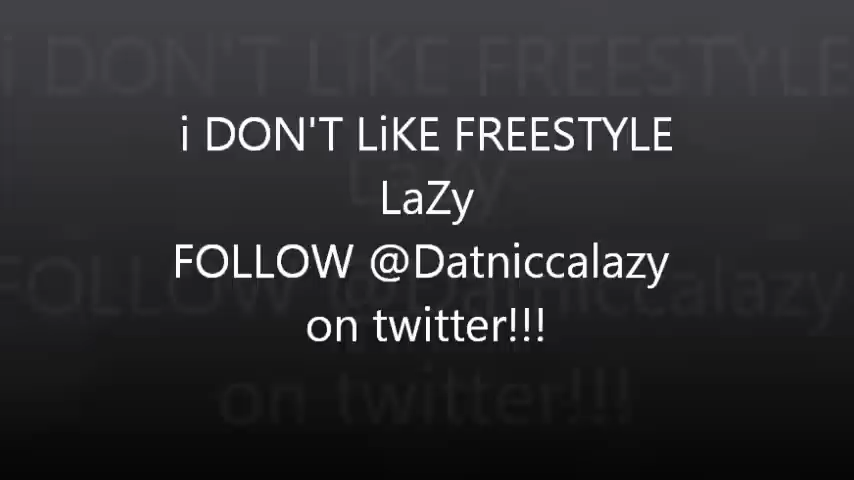 i DON'T LiKE FREESTYLE
LaZy
FOLLOW @Datniccalazy
on twitter!!!